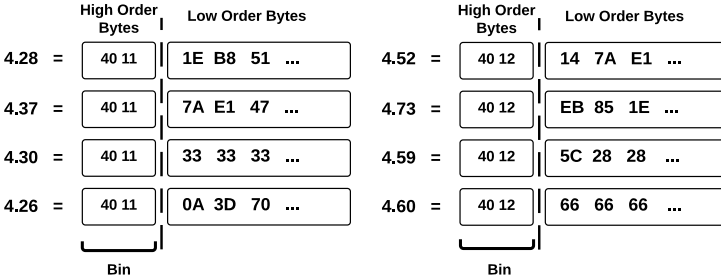 High Order Bytes Low Order Bytes High Order Bytes Low Order Bytes
4.28 = 40 11 1E B8 51 ... 4.52 = 40 12 14 7A E1 ...
4.37 = 40 11 7A E1 47 ... 4.73 = 40 12 EB 85 1E ...
4.30 = 40 11 33 33 33 ... 4.59 = 40 12 5C 28 28 ...
4.26 = 40 11 0A 3D 70 ... 4.60 = 40 12 66 66 66 ...
Bin Bin